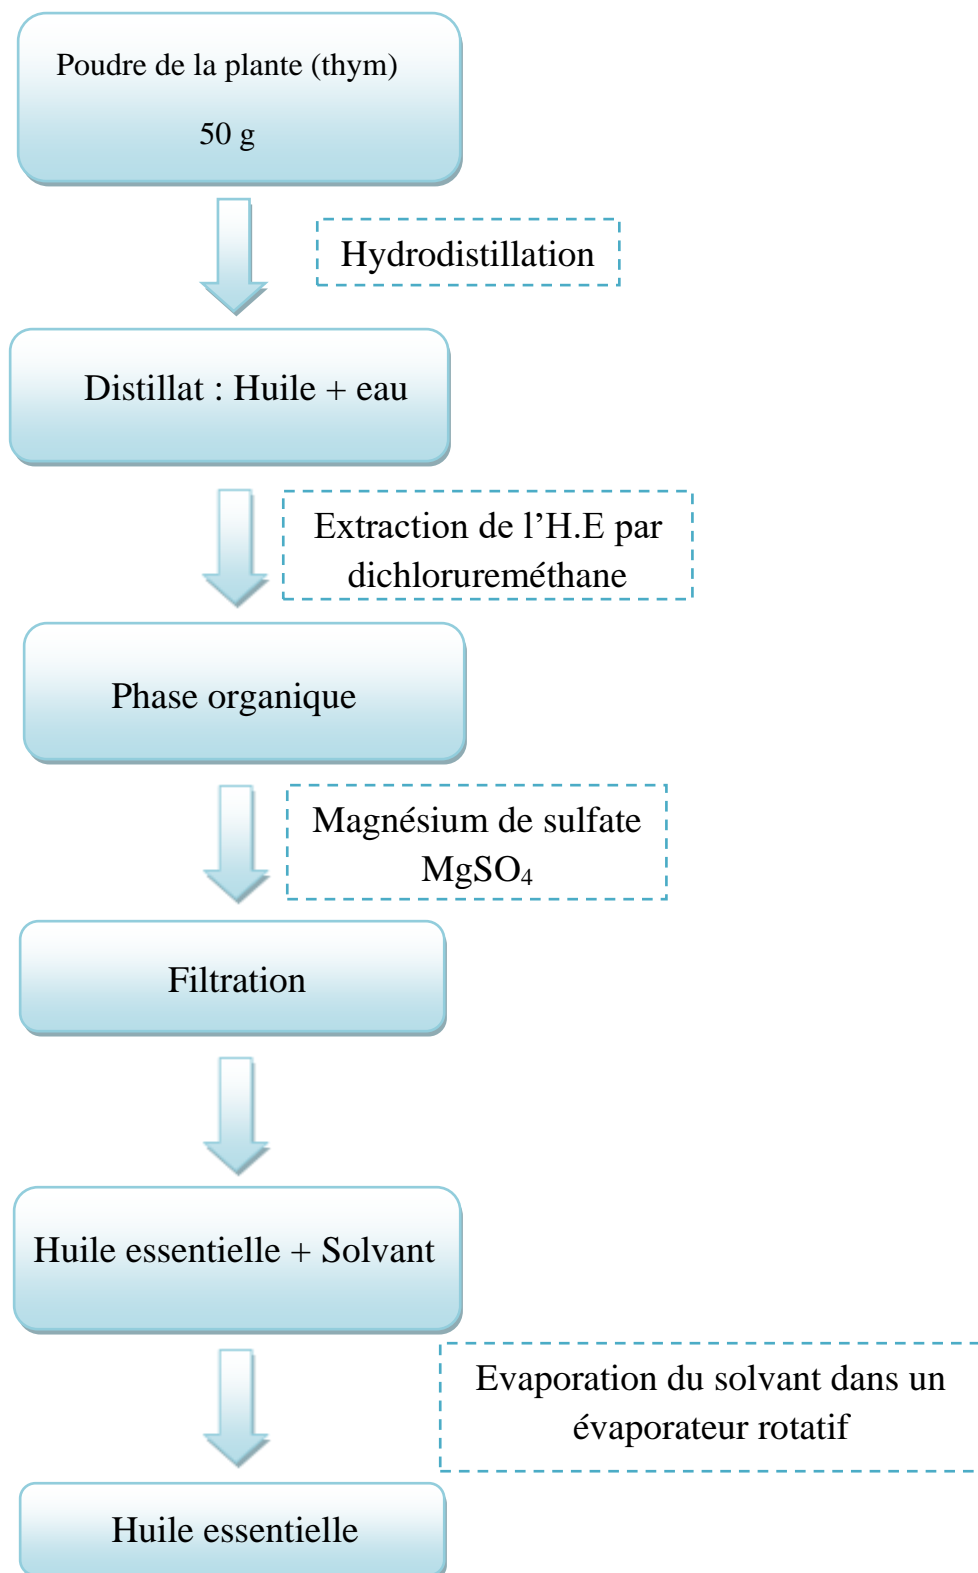 Poudre de la plante (thym)
50 g
Hydrodistillation
Distillat : Huile + eau
Extraction de l’H.E par
dichlorureméthane
Phase organique
Magnésium de sulfate
MgSO₄
Filtration
Huile essentielle + Solvant
Evaporation du solvant dans un
évaporateur rotatif
Huile essentielle